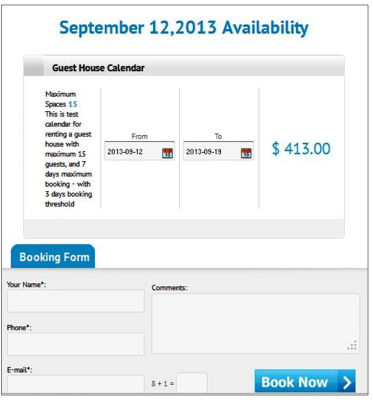 September 12,2013 Availability
Guest House Calendar
Maximum
Spaces 15
This is test
calendar for
renting a guest
house with
maximum 15
guests, and 7
days maximum
booking - with
3 days booking
threshold
From
To
2013-09-12
2013-09-19
$ 413.00
Booking Form
Your Name*:
Comments:
Phone*:
E-mail*:
8 + 1 =
Book Now